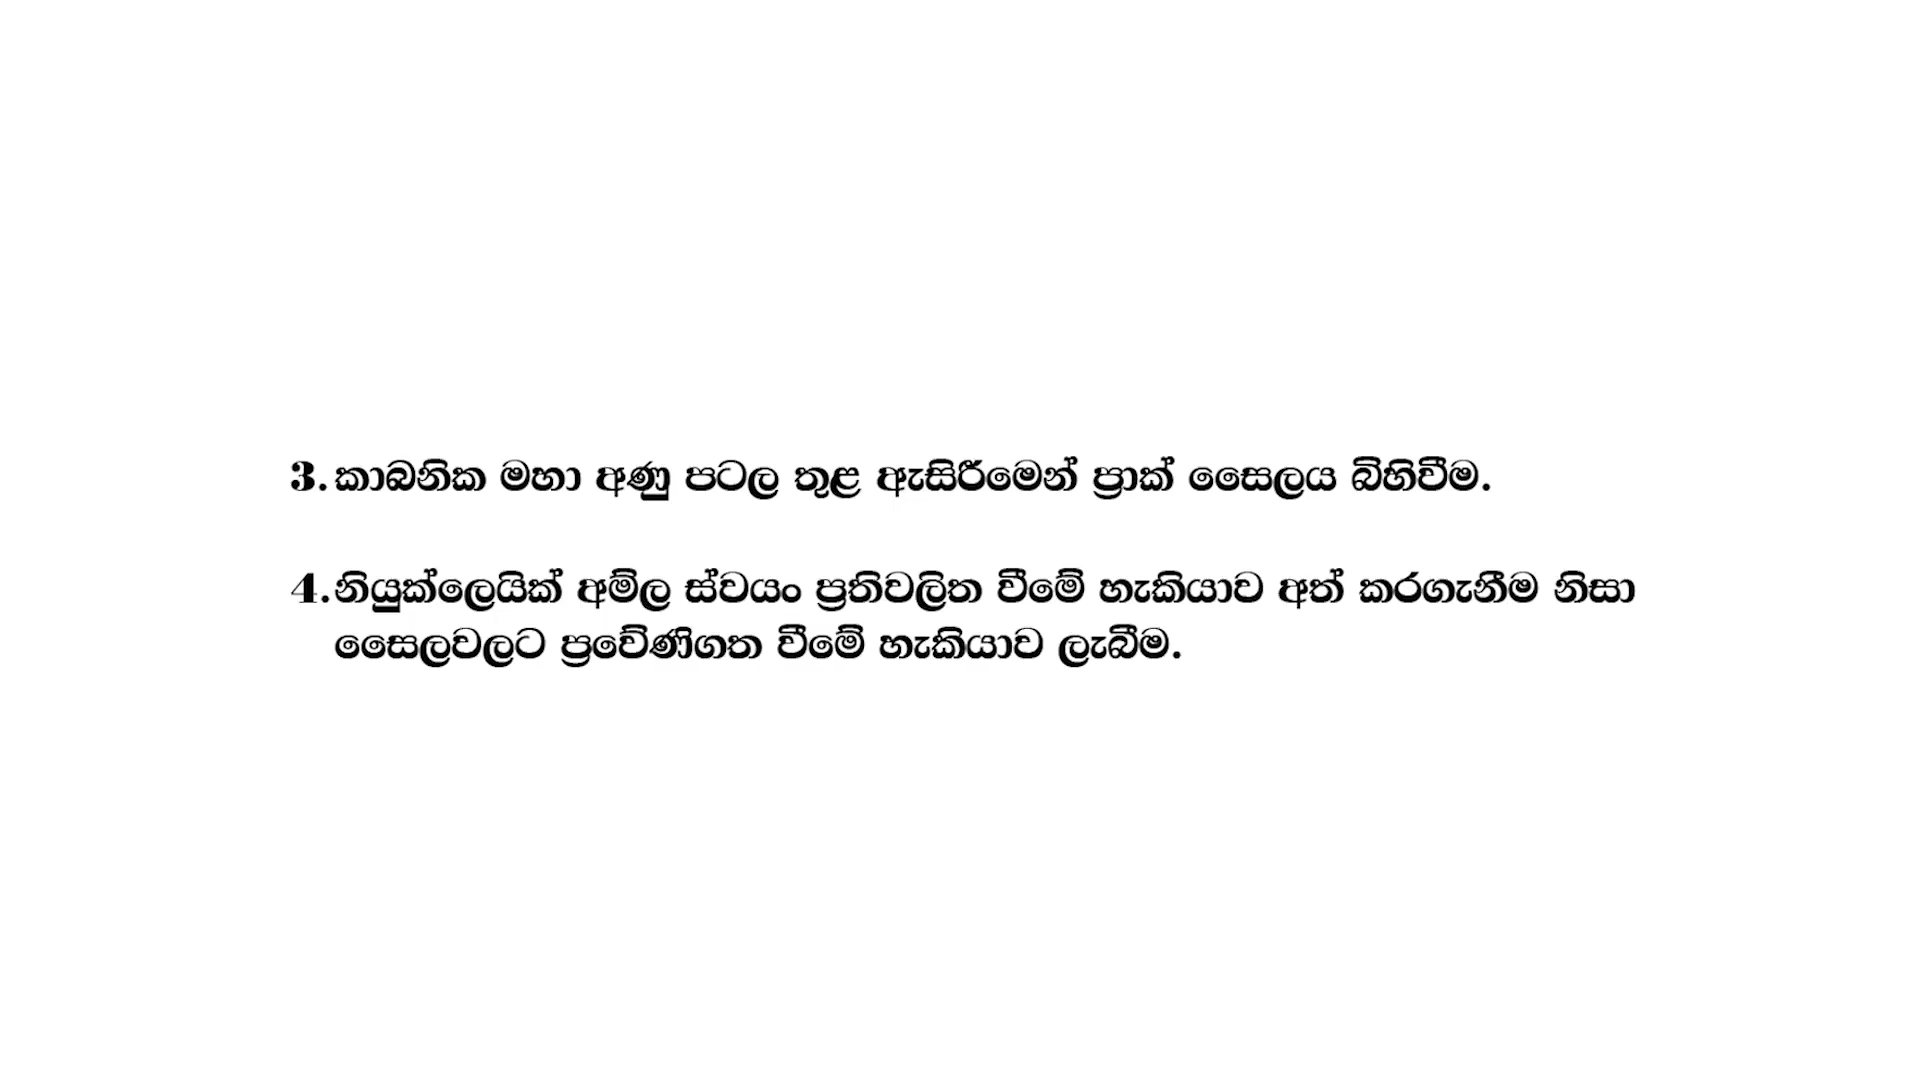 3. කාබනික මහා අණු පටල තුළ ඇසිරීමෙන් ප්‍රාක් සෛලය බිහිවීම.
4. නියුක්ලෙයික් අම්ල ස්වයං ප්‍රතිවලිත වීමේ හැකියාව අත් කරගැනීම නිසා
සෛලවලට ප්‍රවේණිගත වීමේ හැකියාව ලැබීම.